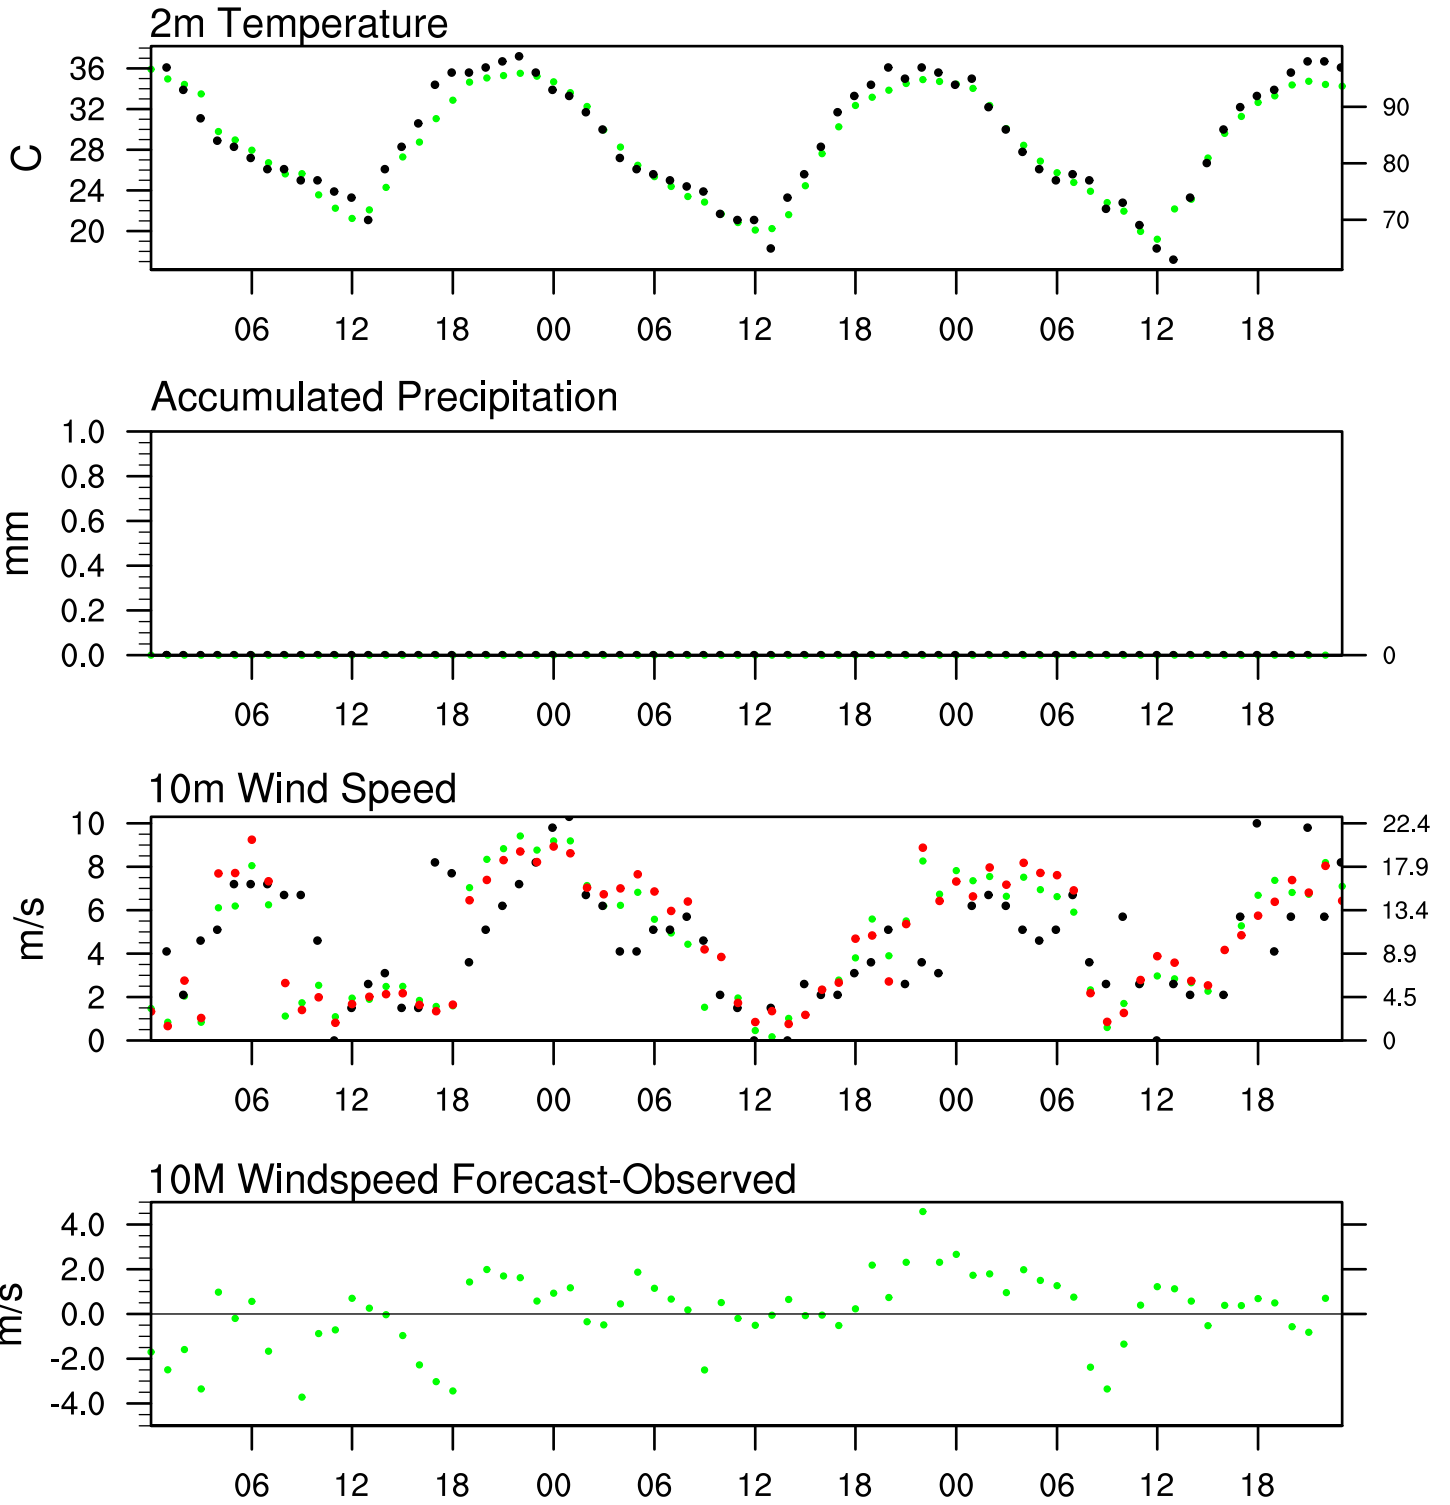 2m Temperature
36
32
28
24
20
C
90
80
70
06 12 18 00 06 12 18 00 06 12 18
Accumulated Precipitation
1.0
0.8
0.6
0.4
0.2
0.0
mm
0
06 12 18 00 06 12 18 00 06 12 18
10m Wind Speed
10
8
6
4
2
0
m/s
22.4
17.9
13.4
8.9
4.5
0
06 12 18 00 06 12 18 00 06 12 18
10M Windspeed Forecast-Observed
4.0
2.0
0.0
-2.0
-4.0
m/s
06 12 18 00 06 12 18 00 06 12 18